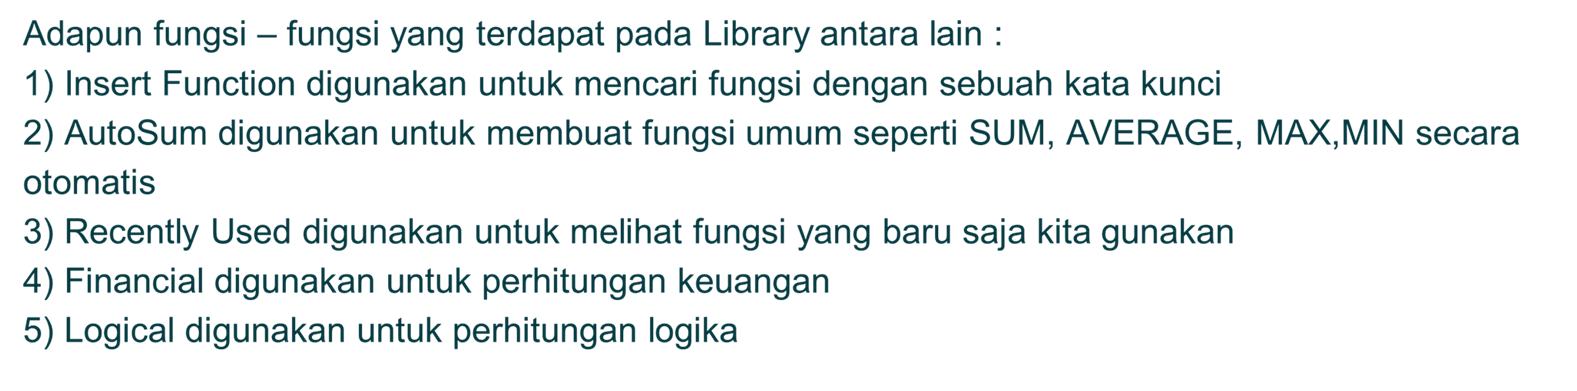 Adapun fungsi – fungsi yang terdapat pada Library antara lain :
1) Insert Function digunakan untuk mencari fungsi dengan sebuah kata kunci
2) AutoSum digunakan untuk membuat fungsi umum seperti SUM, AVERAGE, MAX,MIN secara
otomatis
3) Recently Used digunakan untuk melihat fungsi yang baru saja kita gunakan
4) Financial digunakan untuk perhitungan keuangan
5) Logical digunakan untuk perhitungan logika